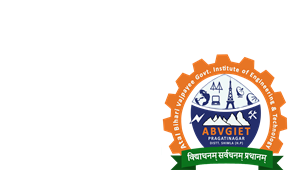 Atal Bihari Vajpayee Govt. Institute of Engineering & Technology
ABVGIET
PRAGATINAGAR
DISTT. SHIMLA (H.P)
विद्याधनम् सर्वधनम् प्रधानम्